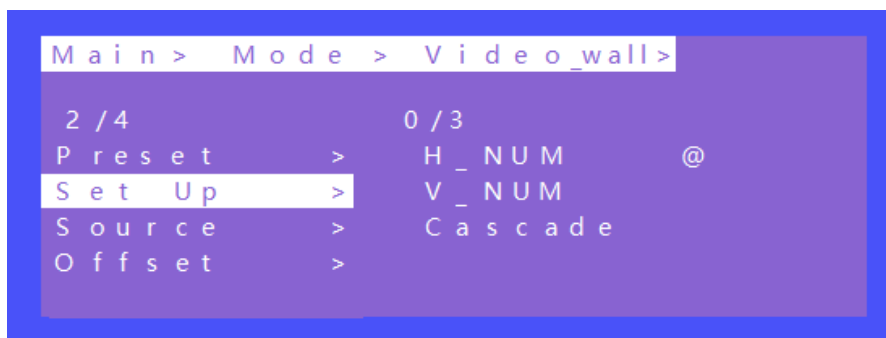 Main> Mode > Video_wall>
2/4 0/3
Preset > H_NUM @
Set Up > V_NUM
Source > Cascade
Offset >